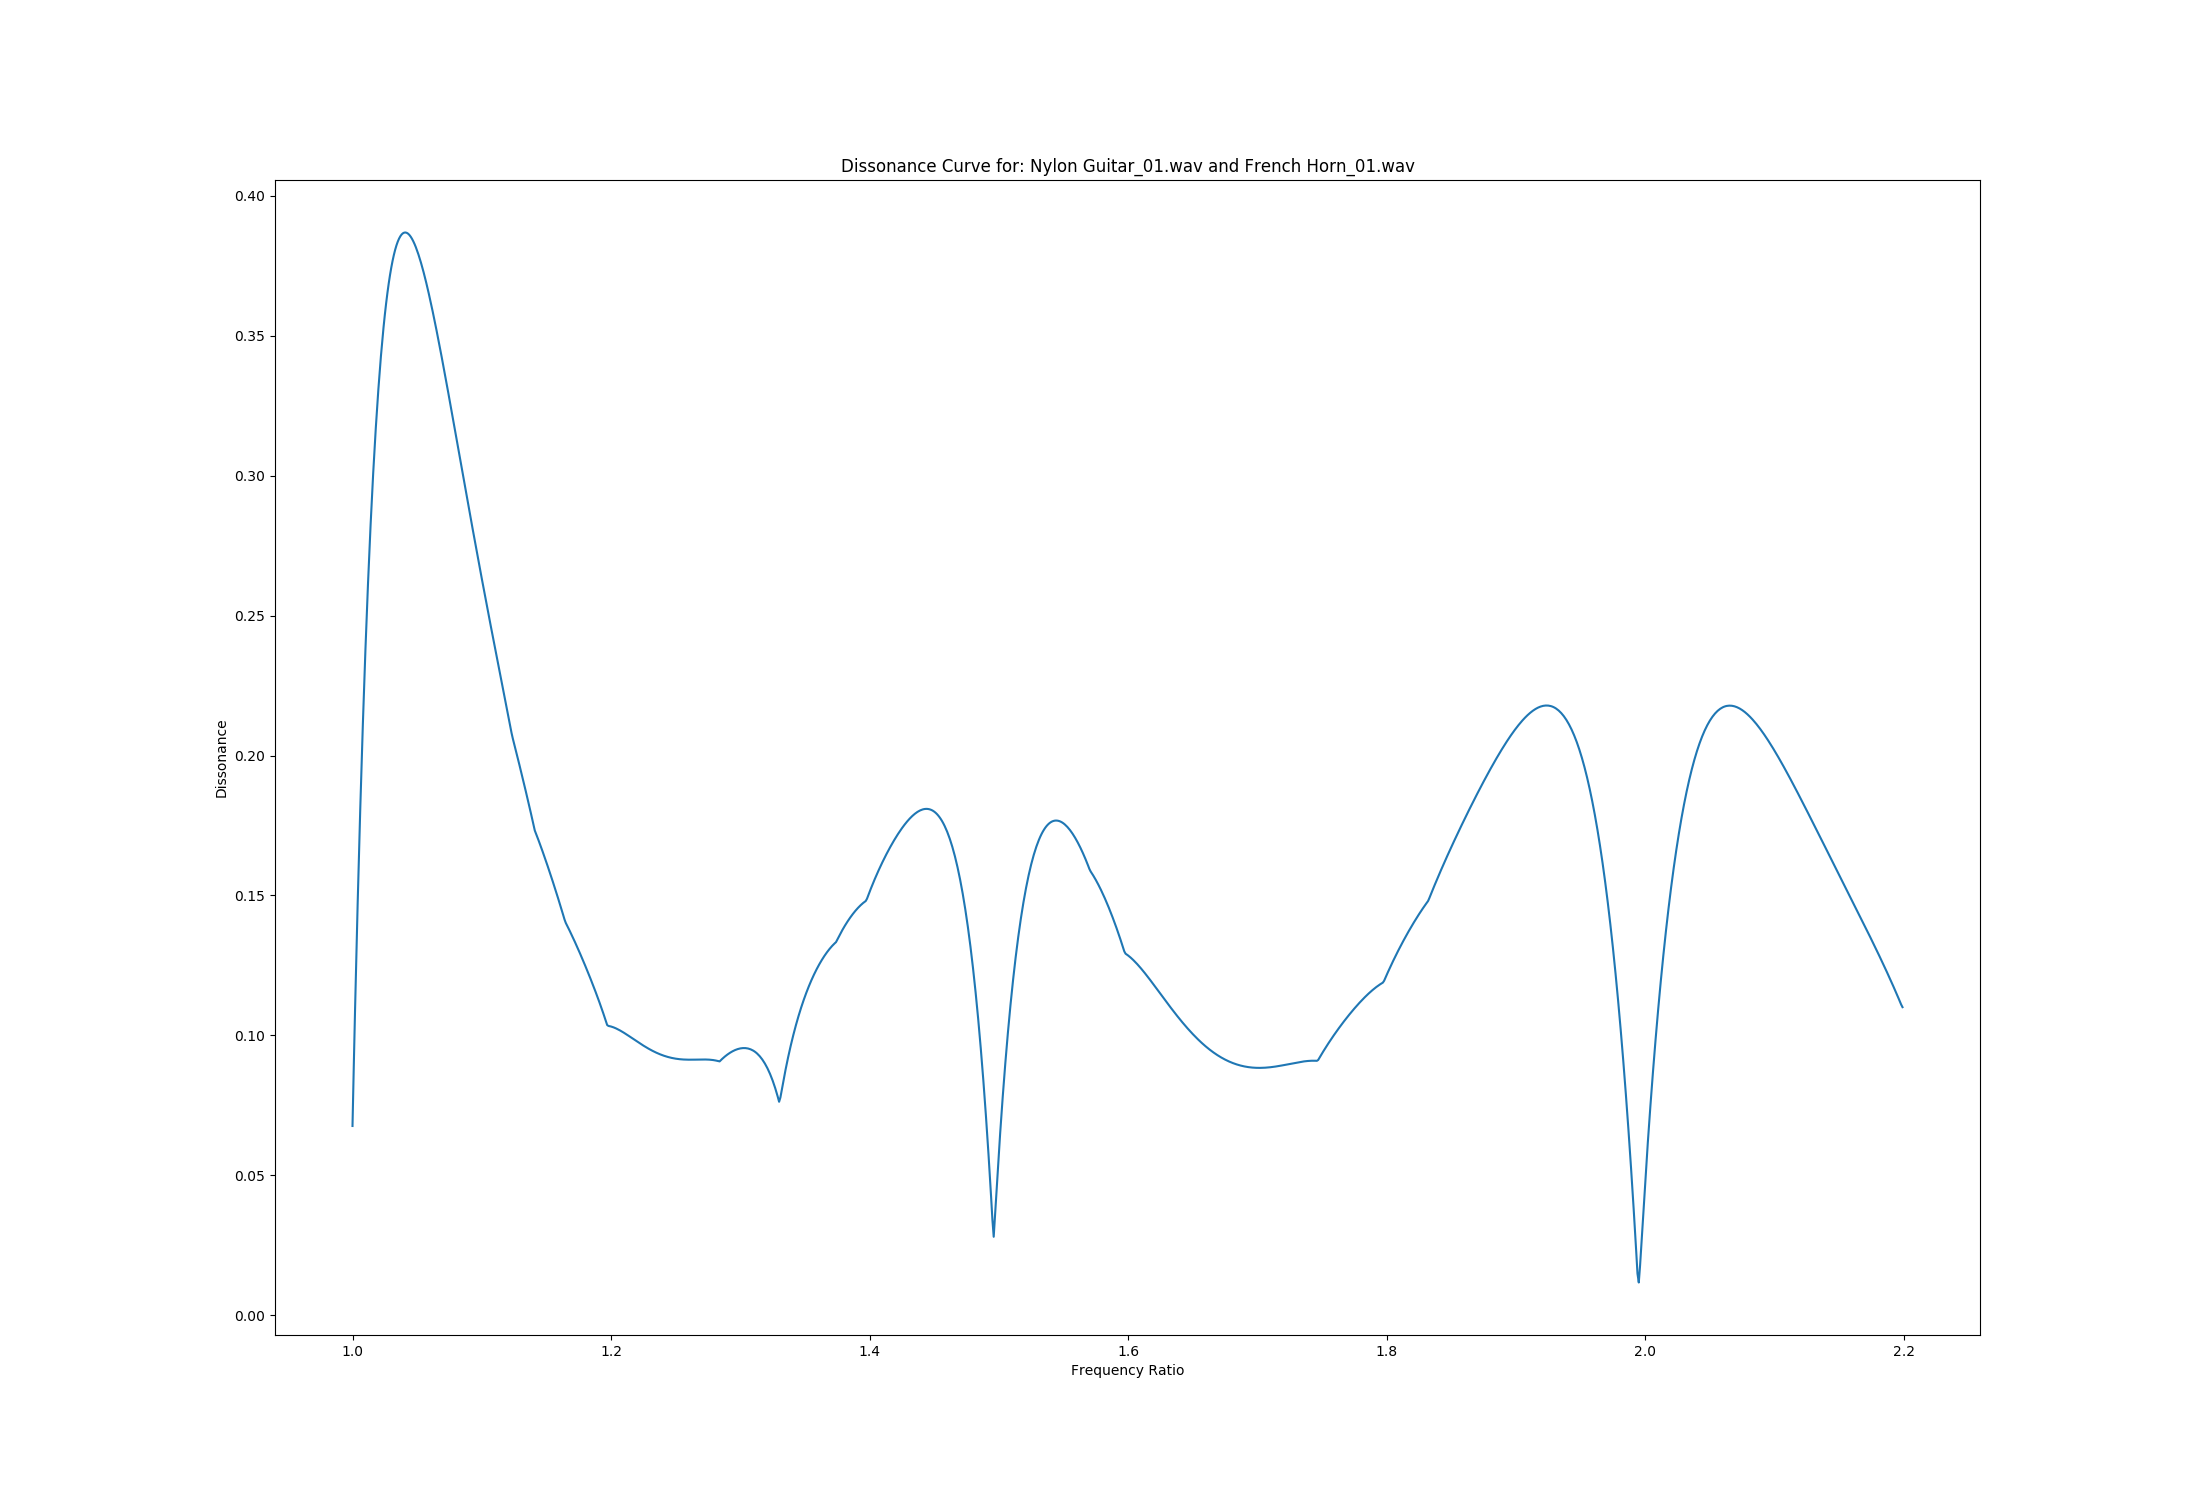 Dissonance Curve for: Nylon Guitar_01.wav and French Horn_01.wav
0.40
0.35
0.30
0.25
0.20
0.15
0.10
0.05
0.00
Dissonance
1.0 1.2 1.4 1.6 1.8 2.0 2.2
Frequency Ratio